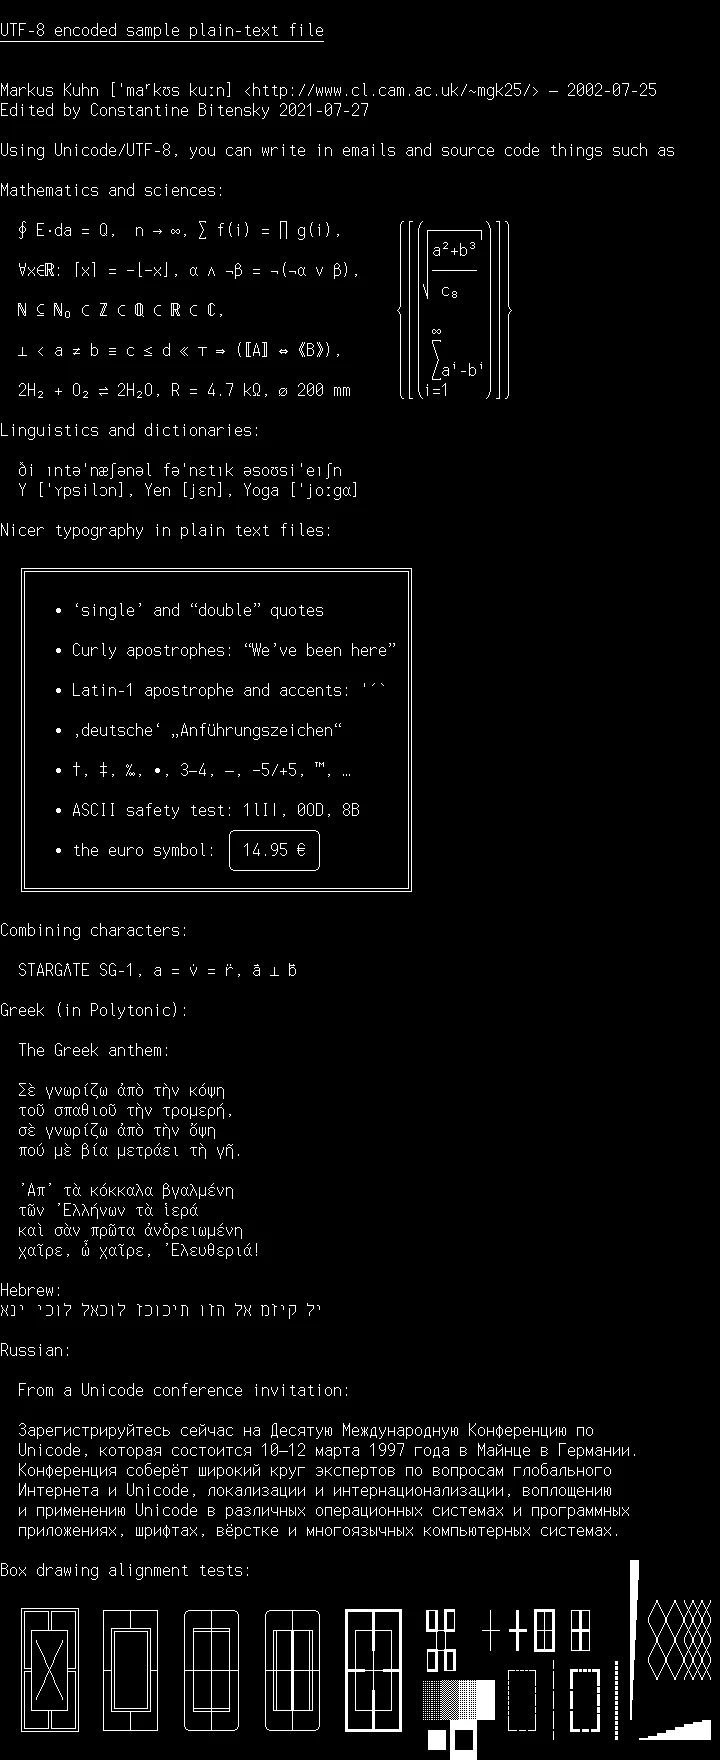 UTF-8 encoded sample plain-text file
Markus Kuhn [ˈmaʳkʊs kuːn] <http://www.cl.cam.ac.uk/~mgk25/> — 2002-07-25
Edited by Constantine Bitensky 2021-07-27
Using Unicode/UTF-8, you can write in emails and source code things such as
Mathematics and sciences:
∮ E⋅da = Q,  n → ∞, ∑ f(i) = ∏ g(i),
∀x∈ℝ: ⌈x⌉ = −⌊−x⌋, α ∧ ¬β = ¬(¬α ∨ β),
ℕ ⊆ ℕ₀ ⊂ ℤ ⊂ ℚ ⊂ ℝ ⊂ ℂ,
⊥ < a ≠ b ≡ c ≤ d ≪ ⊤ ⇒ (⟦A⟧ ⇔ ⟪B⟫),
2H₂ + O₂ ⇌ 2H₂O, R = 4.7 kΩ, ⌀ 200 mm
a²+b³
c₈
∞
∑
aⁱ-bⁱ
i=1
Linguistics and dictionaries:
ði ıntəˈnæʃənəl fəˈnɛtık əsoʊsiˈeıʃn
Y [ˈʏpsilɔn], Yen [jɛn], Yoga [ˈjoːgɑ]
Nicer typography in plain text files:
• ‘single’ and “double” quotes
• Curly apostrophes: “We’ve been here”
• Latin-1 apostrophe and accents: '´`
• ‚deutsche‘ „Anführungszeichen“
• †, ‡, ‰, •, 3–4, —, −5/+5, ™, …
• ASCII safety test: 1lI|, 0OD, 8B
• the euro symbol: 14.95 €
Combining characters:
STARGΛ̊TE SG-1, a = v̇ = r̈, a⃑ ⊥ b⃑
Greek (in Polytonic):
The Greek anthem:
Σὲ γνωρίζω ἀπὸ τὴν κόψη
τοῦ σπαθιοῦ τὴν τρομερή,
σὲ γνωρίζω ἀπὸ τὴν ὄψη
πού μὲ βία μετράει τὴ γῆ.
᾿Απ᾿ τὰ κόκκαλα βγαλμένη
τῶν ῾Ελλήνων τὰ ἱερά
καὶ σὰν πρῶτα ἀνδρειωμένη
χαῖρε, ὦ χαῖρε, ᾿Ελευθεριά!
Hebrew:
אני יכול לאכול זכוכית וזה לא מזיק לי
Russian:
From a Unicode conference invitation:
Зарегистрируйтесь сейчас на Десятую Международную Конференцию по
Unicode, которая состоится 10–12 марта 1997 года в Майнце в Германии.
Конференция соберёт широкий круг экспертов по вопросам глобального
Интернета и Unicode, локализации и интернационализации, воплощению
и применению Unicode в различных операционных системах и программных
приложениях, шрифтах, вёрстке и многоязычных компьютерных системах.
Box drawing alignment tests: